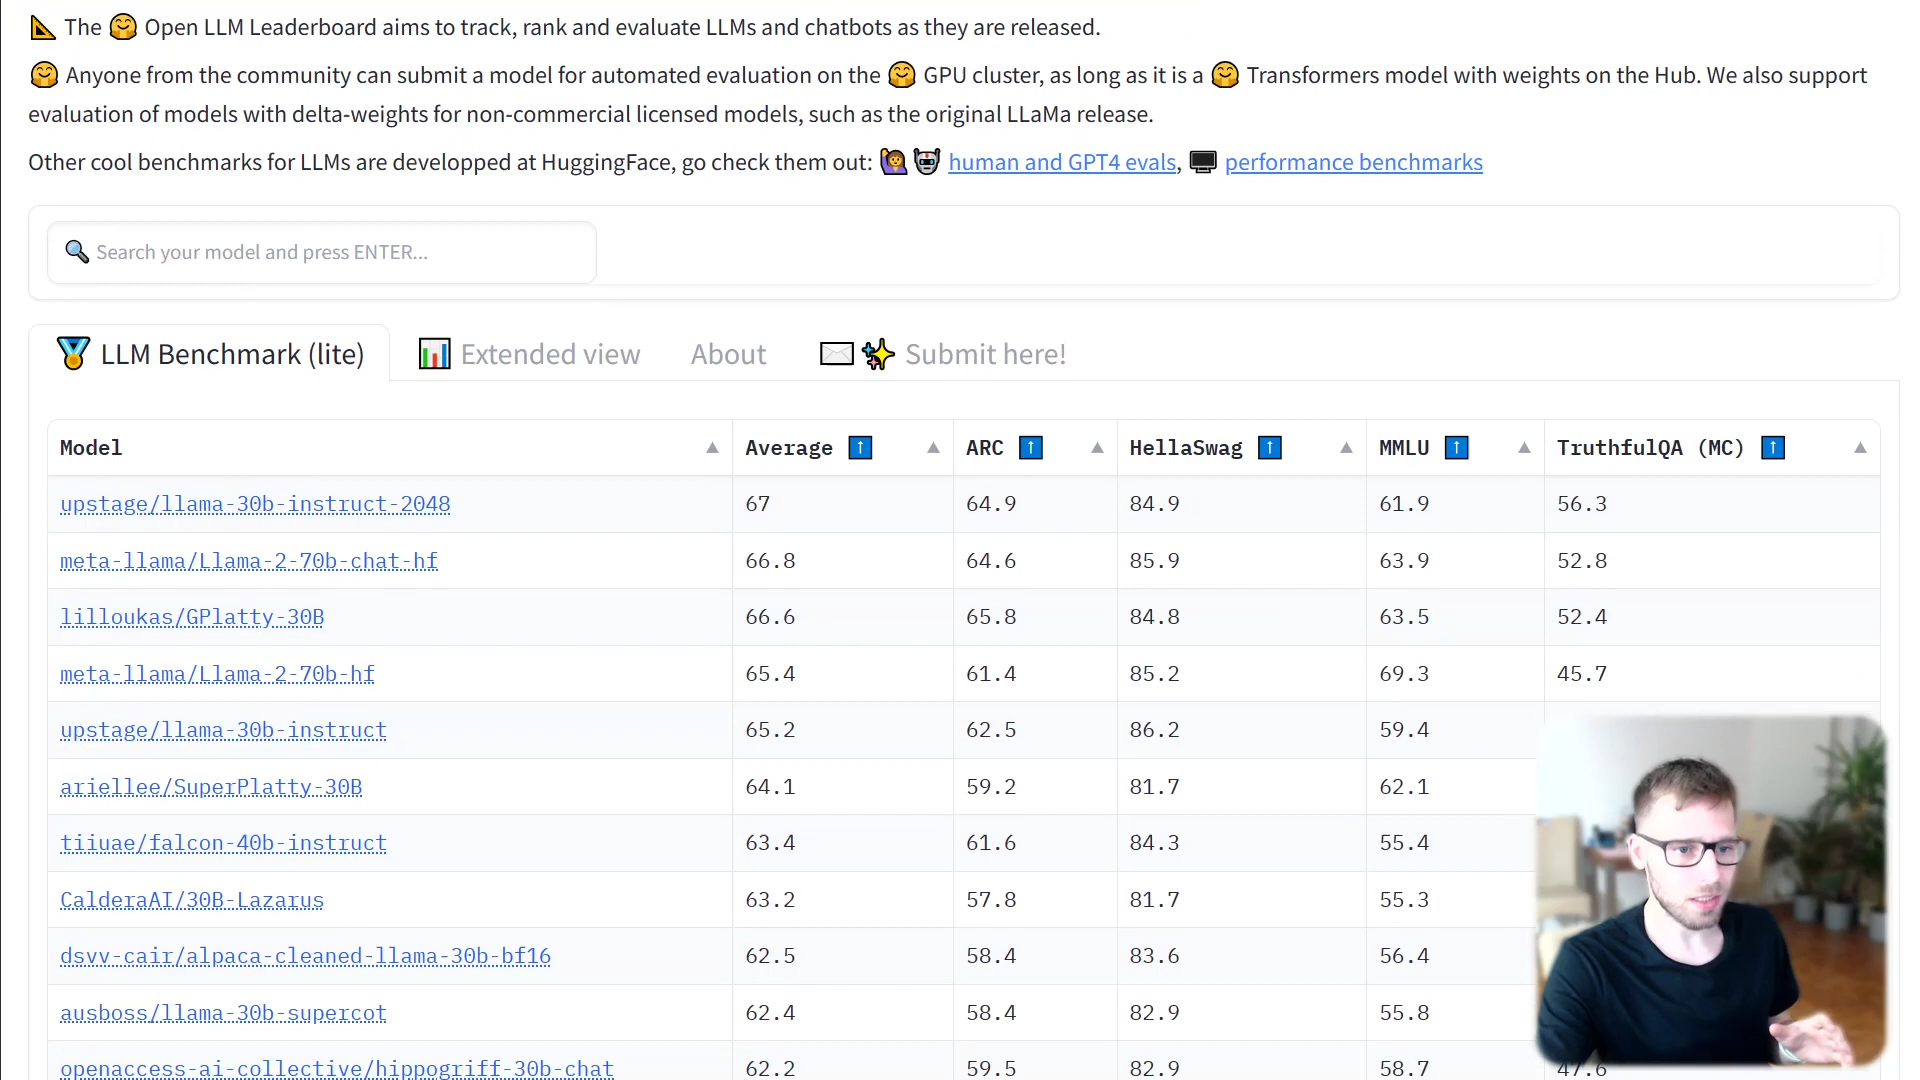 The 🤗 Open LLM Leaderboard aims to track, rank and evaluate LLMs and chatbots as they are released.
🤗 Anyone from the community can submit a model for automated evaluation on the 🤗 GPU cluster, as long as it is a 🤗 Transformers model with weights on the Hub. We also support
evaluation of models with delta-weights for non-commercial licensed models, such as the original LLaMa release.
Other cool benchmarks for LLMs are developped at HuggingFace, go check them out: human and GPT4 evals, performance benchmarks
Search your model and press ENTER...
LLM Benchmark (lite) Extended view About Submit here!
Model Average ↑ ARC ↑ HellaSwag ↑ MMLU ↑ TruthfulQA (MC) ↑
upstage/llama-30b-instruct-2048 67 64.9 84.9 61.9 56.3
meta-llama/Llama-2-70b-chat-hf 66.8 64.6 85.9 63.9 52.8
lilloukas/GPlatty-30B 66.6 65.8 84.8 63.5 52.4
meta-llama/Llama-2-70b-hf 65.4 61.4 85.2 69.3 45.7
upstage/llama-30b-instruct 65.2 62.5 86.2 59.4
ariellee/SuperPlatty-30B 64.1 59.2 81.7 62.1
tiiuae/falcon-40b-instruct 63.4 61.6 84.3 55.4
CalderaAI/30B-Lazarus 63.2 57.8 81.7 55.3
dsvv-cair/alpaca-cleaned-llama-30b-bf16 62.5 58.4 83.6 56.4
ausboss/llama-30b-supercot 62.4 58.4 82.9 55.8
openaccess-ai-collective/hippogriff-30b-chat 62.2 59.5 82.9 58.7 47.6